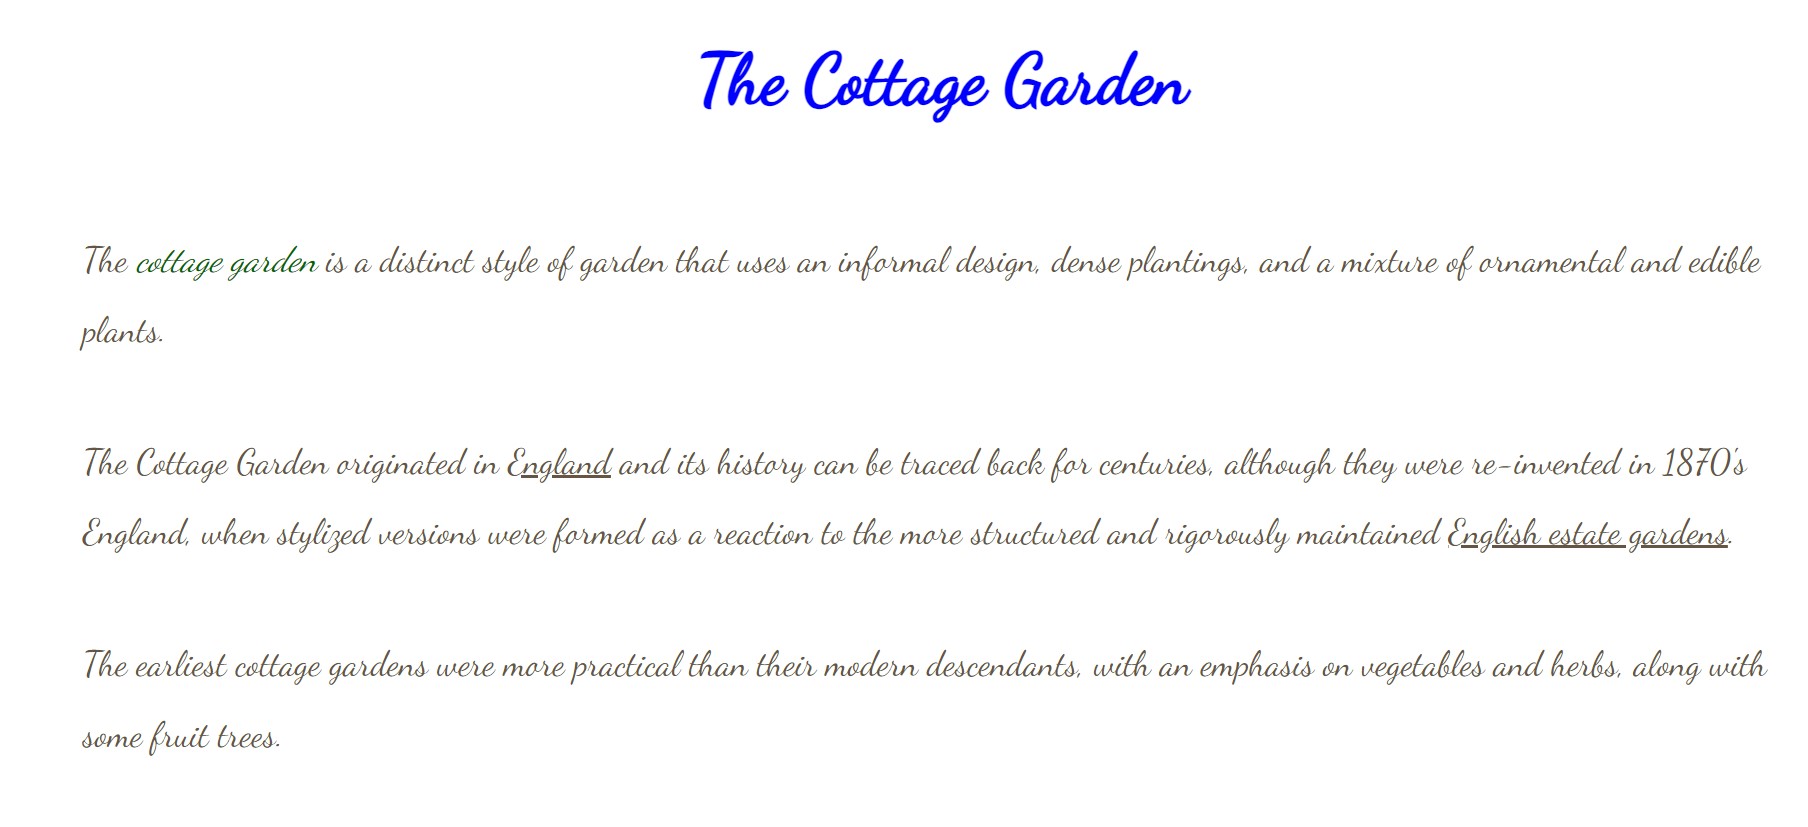 The Cottage Garden
The cottage garden is a distinct style of garden that uses an informal design, dense plantings, and a mixture of ornamental and edible
plants.
The Cottage Garden originated in England and its history can be traced back for centuries, although they were re-invented in 1870's
England, when stylized versions were formed as a reaction to the more structured and rigorously maintained English estate gardens.
The earliest cottage gardens were more practical than their modern descendants, with an emphasis on vegetables and herbs, along with
some fruit trees.